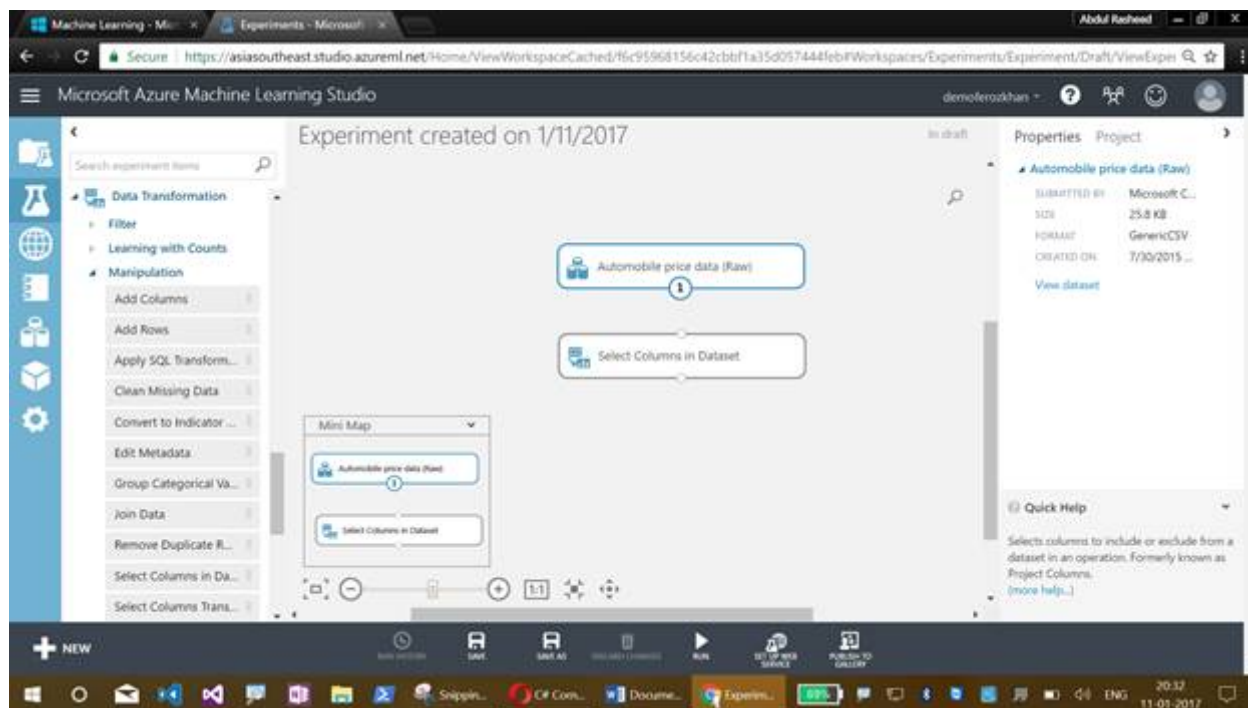 Machine Learning - Mi
Experiments - Microsoft
Abdul Rasheed
Secure
https://asiasoutheast.studio.azureml.net/Home/ViewWorkspaceCached/f6c95968156c42cbbf1a35d057444feb#Workspaces/Experiments/Experiment/Draft/ViewExper
Microsoft Azure Machine Learning Studio
demoferozkhan
Search experiment items
Data Transformation
Filter
Learning with Counts
Manipulation
Add Columns
Add Rows
Apply SQL Transform...
Clean Missing Data
Convert to Indicator ...
Edit Metadata
Group Categorical Va...
Join Data
Remove Duplicate R...
Select Columns in Da...
Select Columns Trans...
Experiment created on 1/11/2017
In draft
Automobile price data (Raw)
1
Select Columns in Dataset
Mini Map
Automobile price data (Raw)
1
Select Columns in Dataset
1:1
Properties Project
Automobile price data (Raw)
SUBMITTED BY Microsoft C...
SIZE 25.8 KB
FORMAT GenericCSV
CREATED ON 7/30/2015 ...
View dataset
Quick Help
Selects columns to include or exclude from a
dataset in an operation. Formerly known as
Project Columns.
(more help...)
NEW
RUN HISTORY
SAVE
SAVE AS
DISCARD CHANGES
RUN
SET UP WEB
SERVICE
PUBLISH TO
GALLERY
Snippin...
C# Com...
Docume...
Experim...
ENG
20:32
11-01-2017